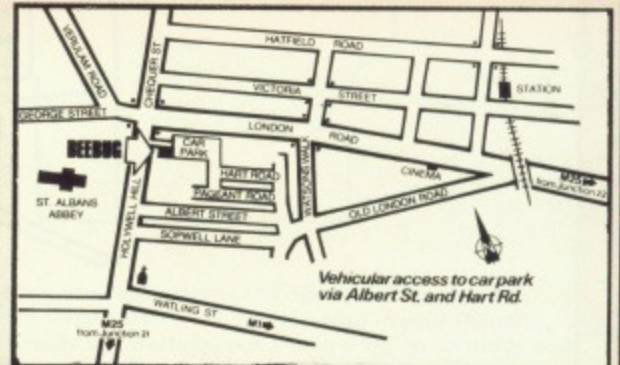 HATFIELD ROAD
VERULAM ROAD
CHEQUER ST
VICTORIA STREET
STATION
GEORGE STREET
LONDON ROAD
BEEBUG
CAR
PARK
HART ROAD
WATSONS WALK
CINEMA
M25
from Junction 22
PAGEANT ROAD
ST. ALBANS
ABBEY
HOLYWELL HILL
ALBERT STREET
OLD LONDON ROAD
SOPWELL LANE
Vehicular access to car park
via Albert St. and Hart Rd.
WATLING ST
M1
M25
from Junction 21